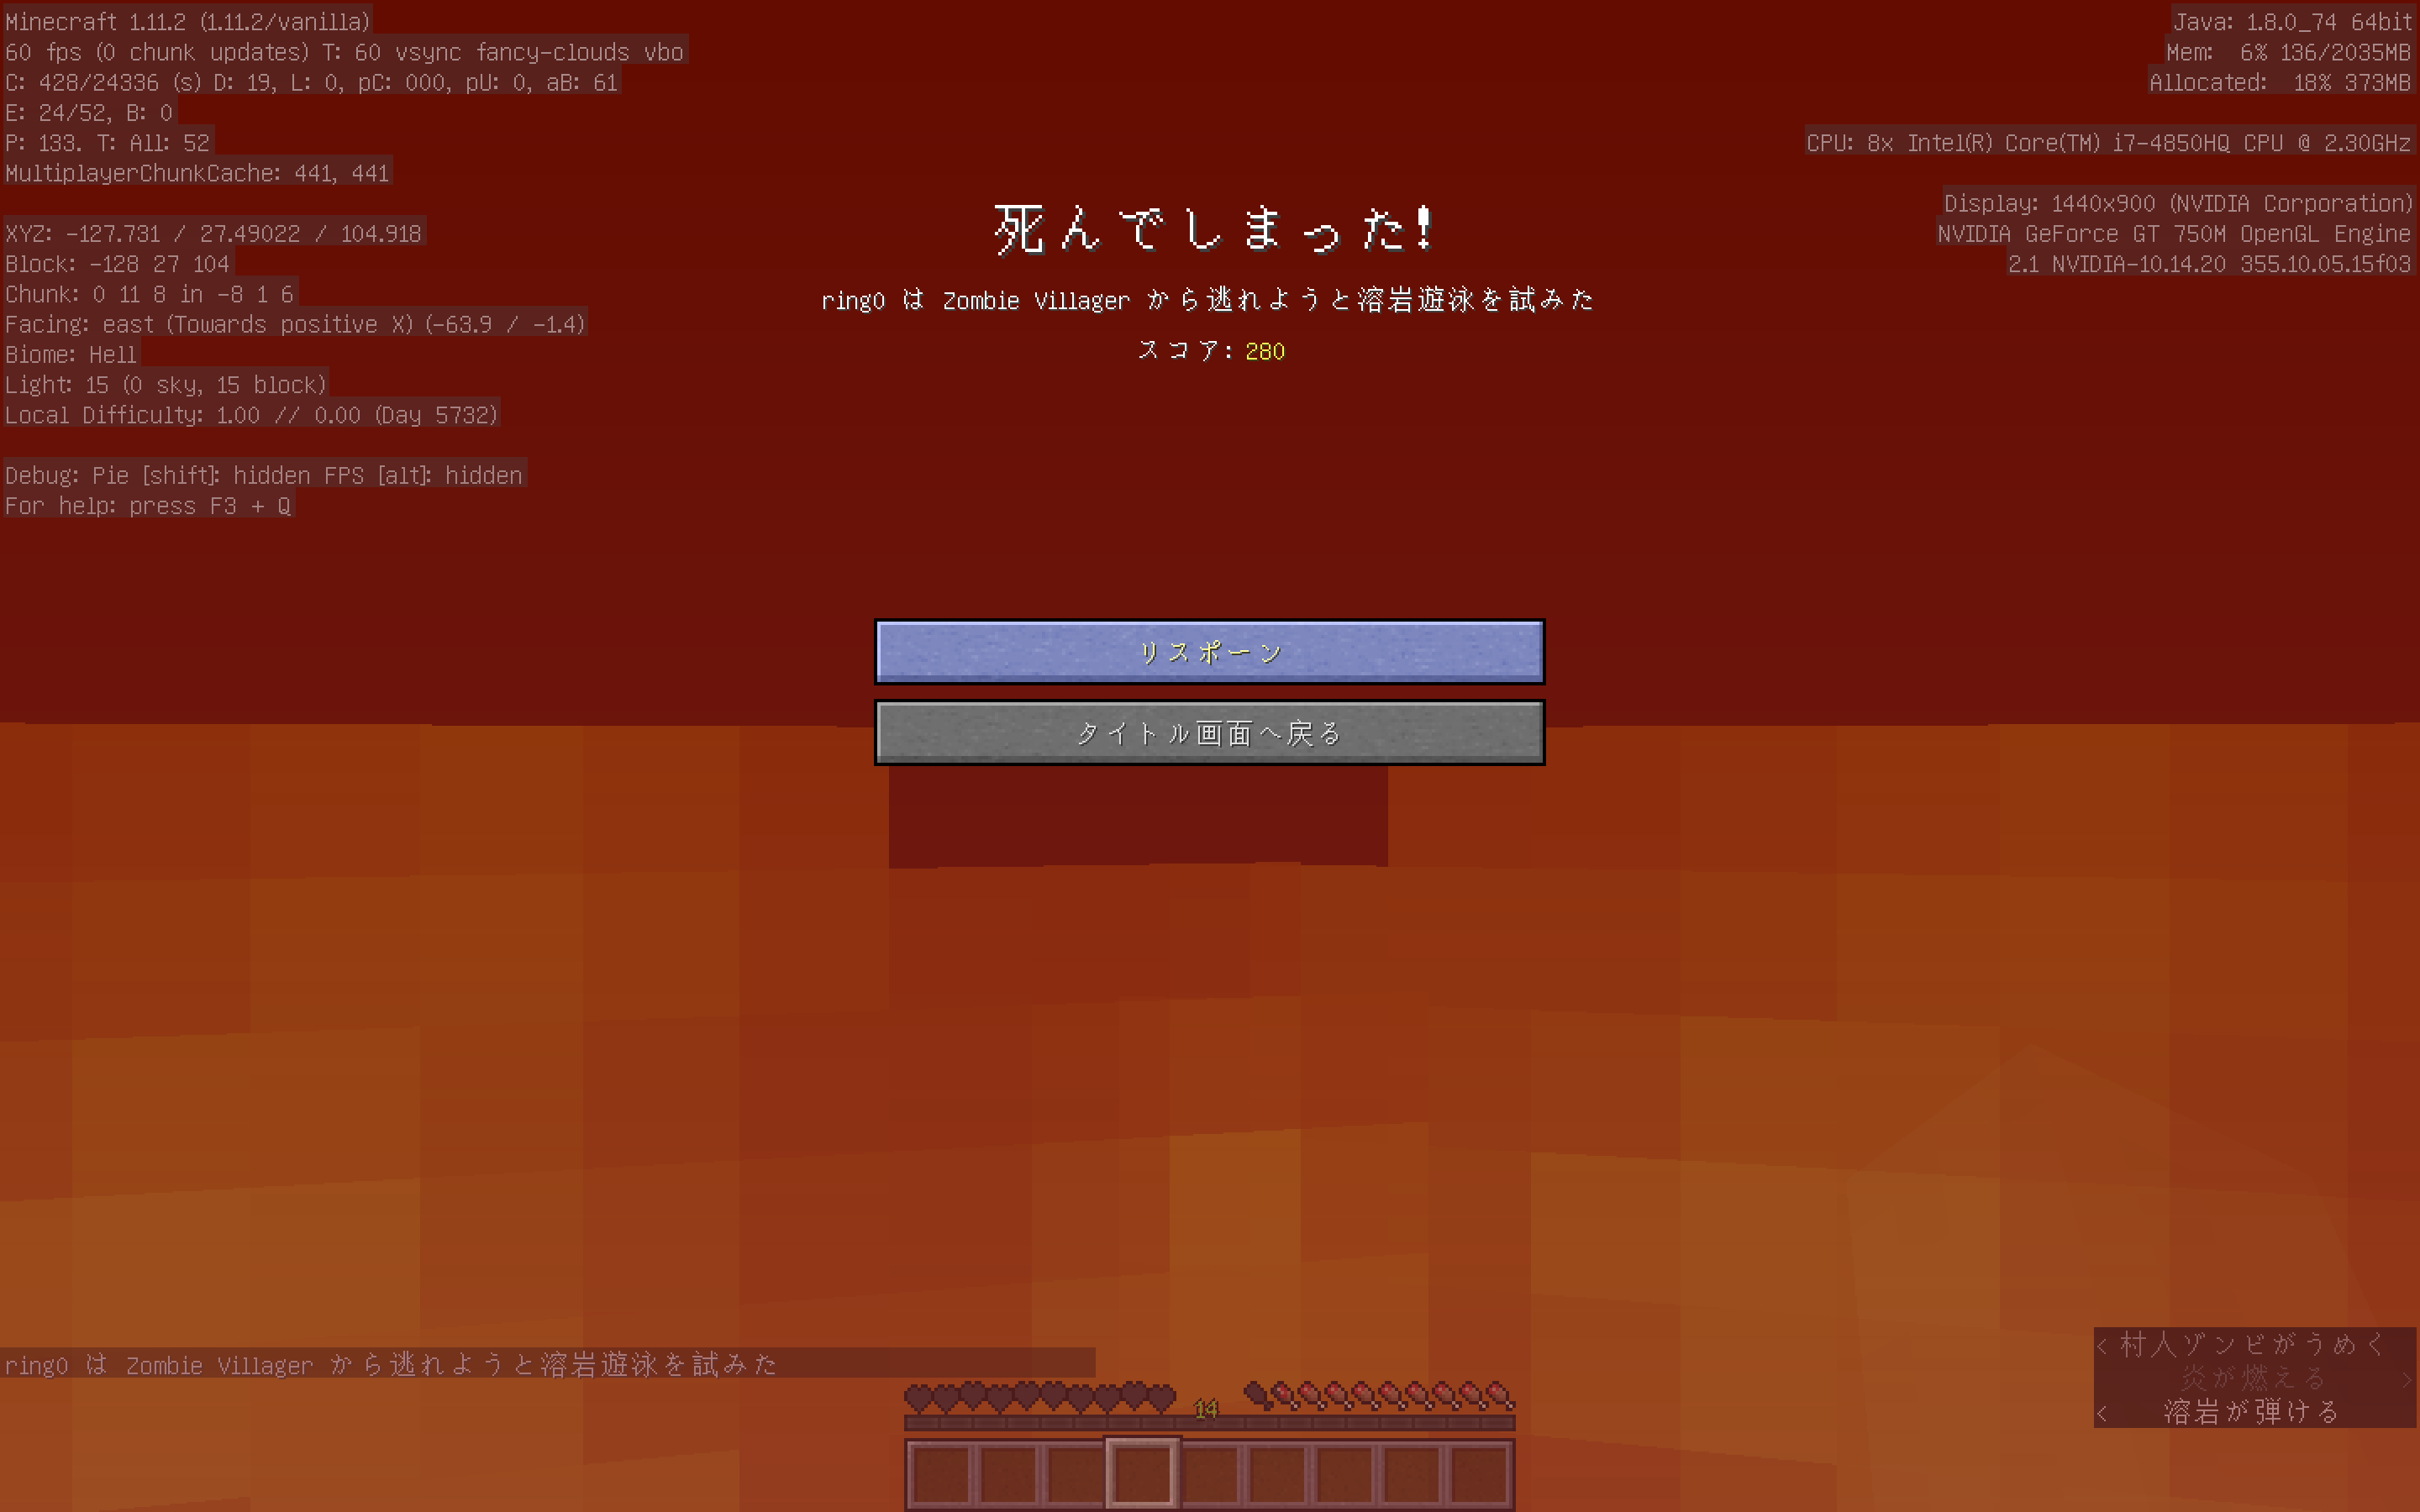 Minecraft 1.11.2 (1.11.2/vanilla)
60 fps (0 chunk updates) T: 60 vsync fancy-clouds vbo
C: 428/24336 (s) D: 19, L: 0, pC: 000, pU: 0, aB: 61
E: 24/52, B: 0
P: 133. T: All: 52
MultiplayerChunkCache: 441, 441
XYZ: -127.731 / 27.49022 / 104.918
Block: -128 27 104
Chunk: 0 11 8 in -8 1 6
Facing: east (Towards positive X) (-63.9 / -1.4)
Biome: Hell
Light: 15 (0 sky, 15 block)
Local Difficulty: 1.00 // 0.00 (Day 5732)
Debug: Pie [shift]: hidden FPS [alt]: hidden
For help: press F3 + Q
Java: 1.8.0_74 64bit
Mem: 6% 136/2035MB
Allocated: 18% 373MB
CPU: 8x Intel(R) Core(TM) i7-4850HQ CPU @ 2.30GHz
Display: 1440x900 (NVIDIA Corporation)
NVIDIA GeForce GT 750M OpenGL Engine
2.1 NVIDIA-10.14.20 355.10.05.15f03
死んでしまった!
ring0 は Zombie Villager から逃れようと溶岩遊泳を試みた
スコア: 280
リスポーン
タイトル画面へ戻る
ring0 は Zombie Villager から逃れようと溶岩遊泳を試みた
14
< 村人ゾンビがうめく
炎が燃える >
< 溶岩が弾ける